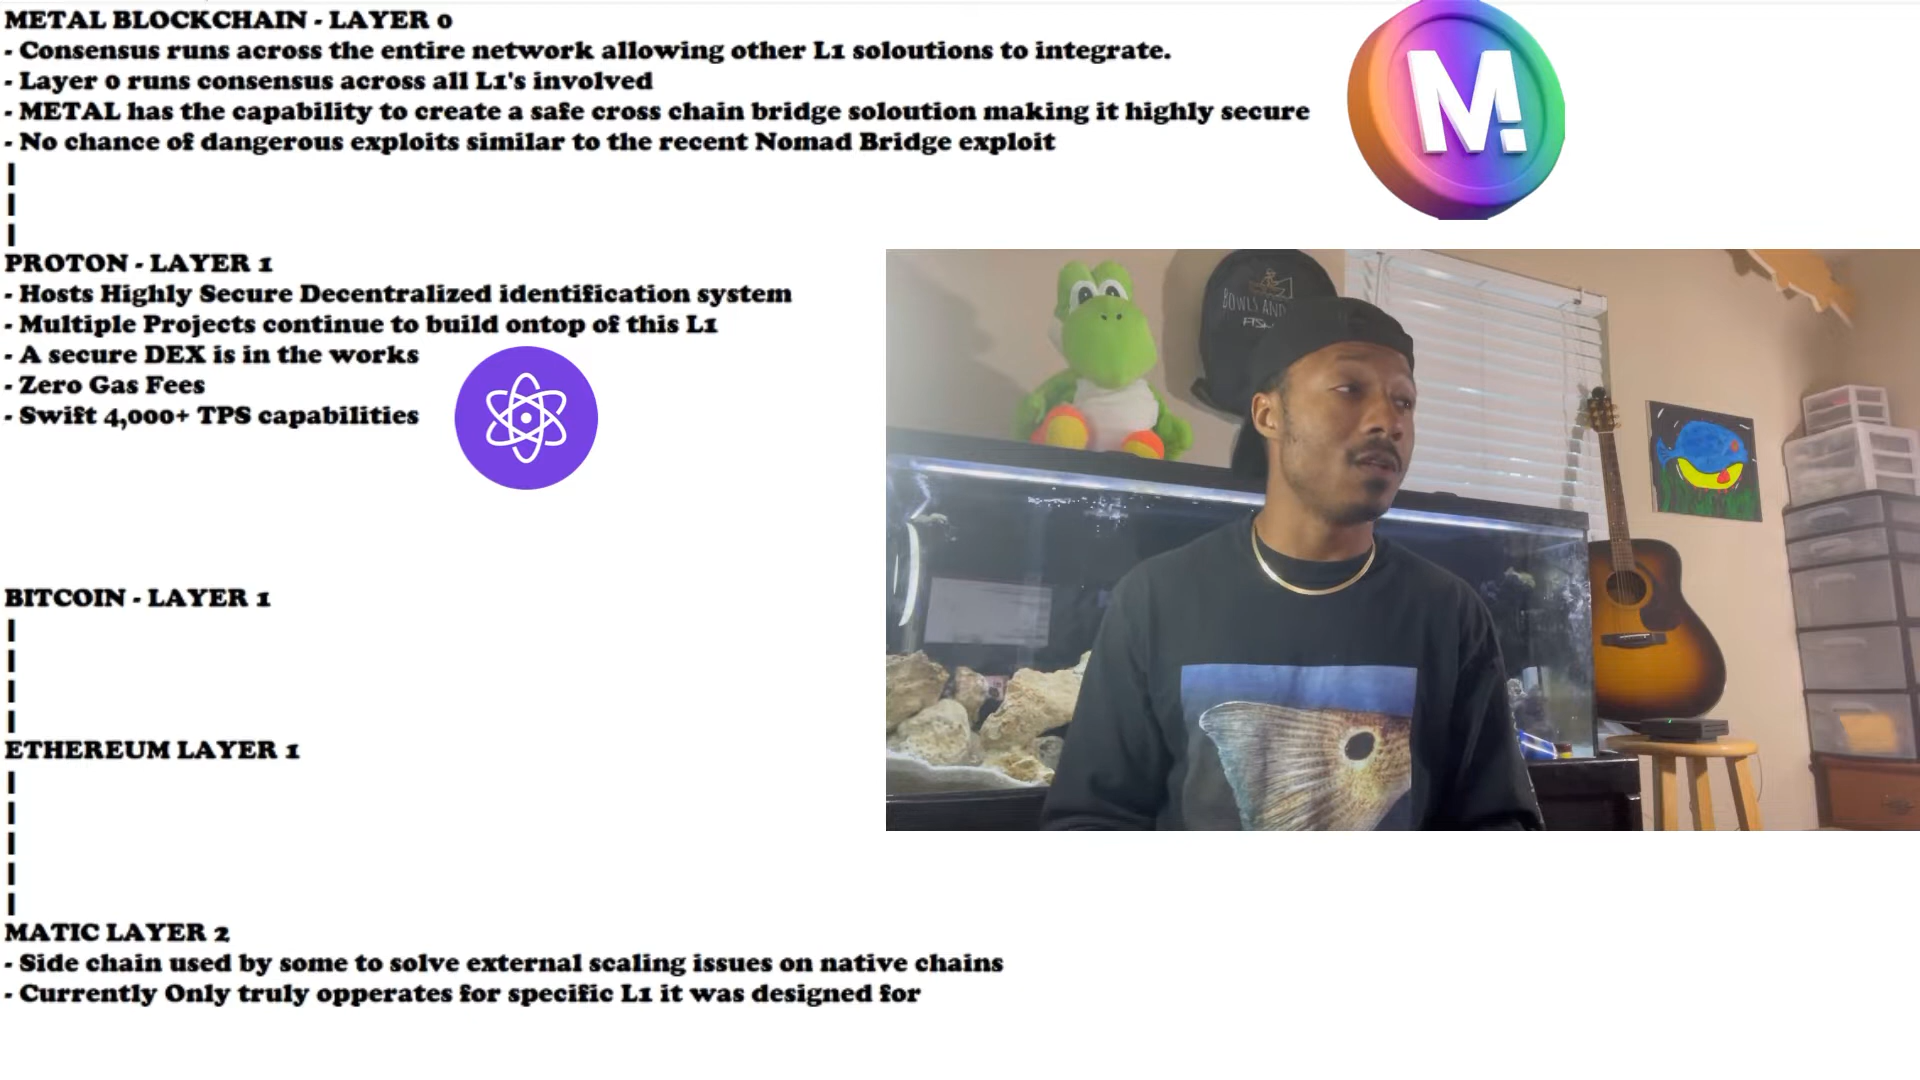 METAL BLOCKCHAIN - LAYER 0
- Consensus runs across the entire network allowing other L1 soloutions to integrate.
- Layer 0 runs consensus across all L1's involved
- METAL has the capability to create a safe cross chain bridge soloution making it highly secure
- No chance of dangerous exploits similar to the recent Nomad Bridge exploit
|
|
|
PROTON - LAYER 1
- Hosts Highly Secure Decentralized identification system
- Multiple Projects continue to build ontop of this L1
- A secure DEX is in the works
- Zero Gas Fees
- Swift 4,000+ TPS capabilities
BITCOIN - LAYER 1
|
|
|
|
ETHEREUM LAYER 1
|
|
|
|
|
MATIC LAYER 2
- Side chain used by some to solve external scaling issues on native chains
- Currently Only truly opperates for specific L1 it was designed for
M
BOWLS AND
FISH